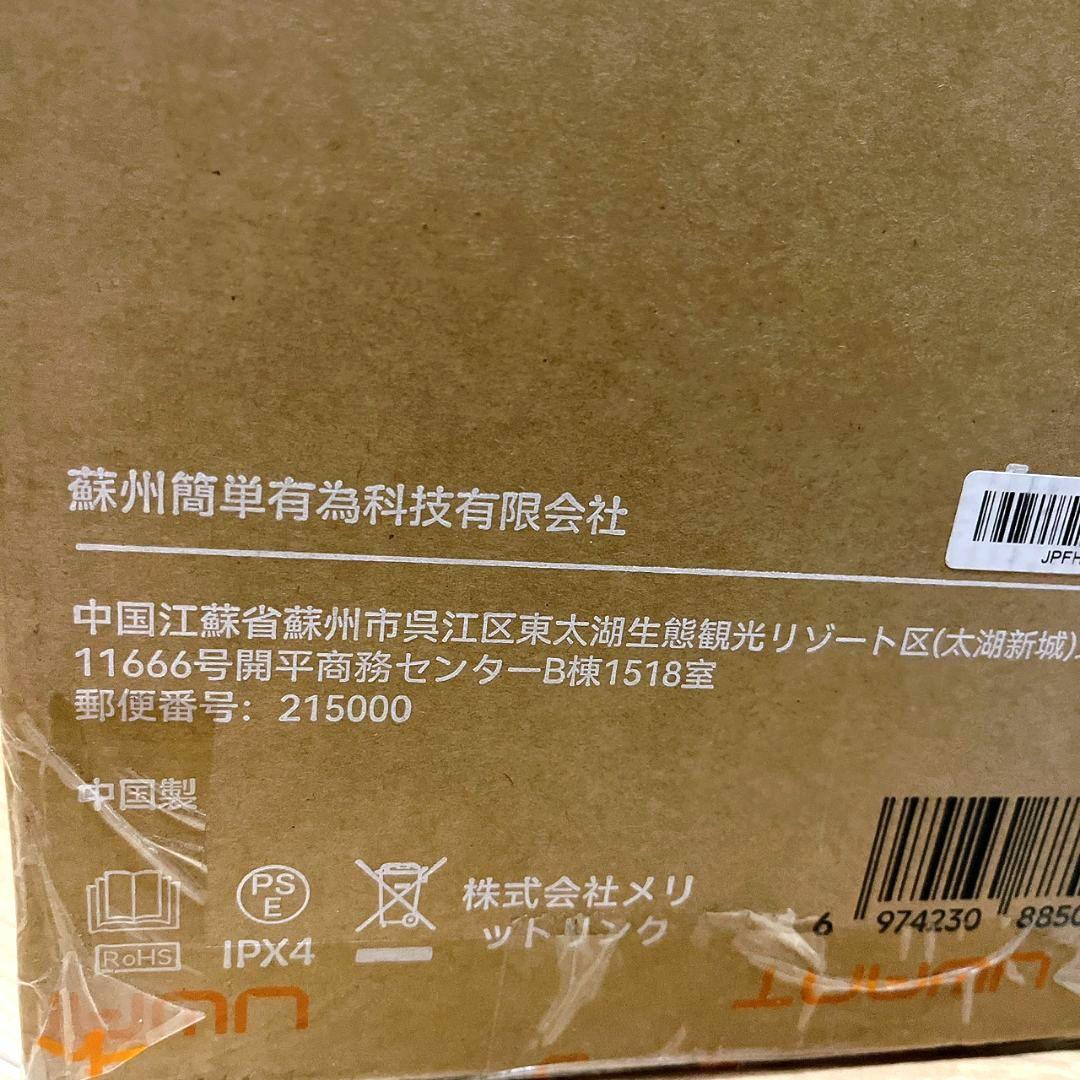 蘇州簡単有為科技有限会社
JPFH
中国江蘇省蘇州市呉江区東太湖生態観光リゾート区(太湖新城)
11666号開平商務センターB棟1518室
郵便番号: 215000
中国製
PS
E
RoHS
IPX4
株式会社メリ
ットリンク
6 974230 8850
UWANT